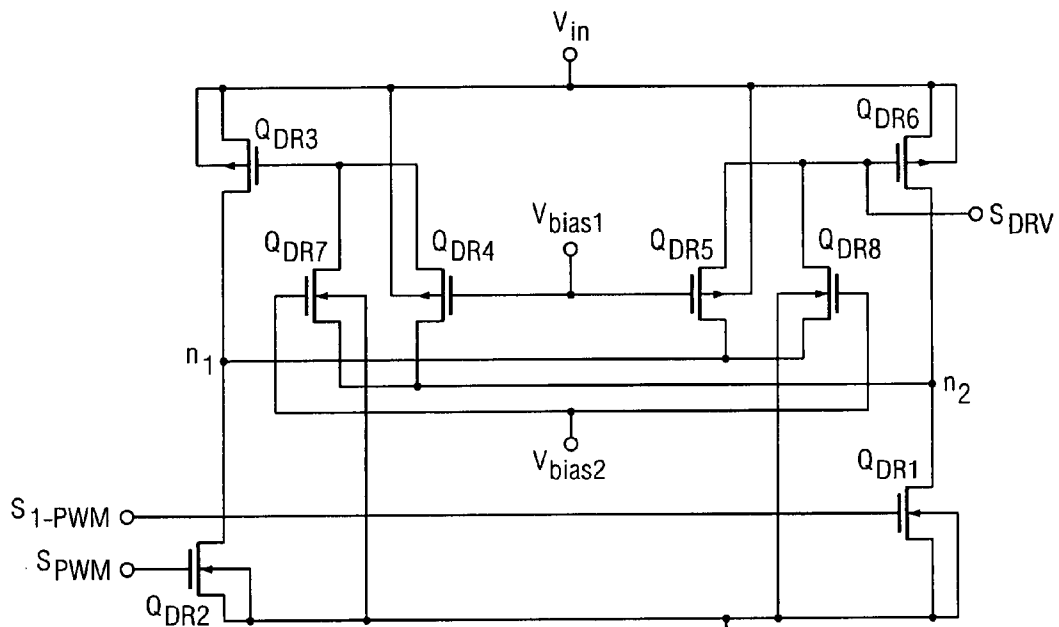 Vin
QDR3
QDR6
SDRV
Vbias1
QDR7
QDR4
QDR5
QDR8
n1
n2
Vbias2
QDR1
S1-PWM
SPWM
QDR2